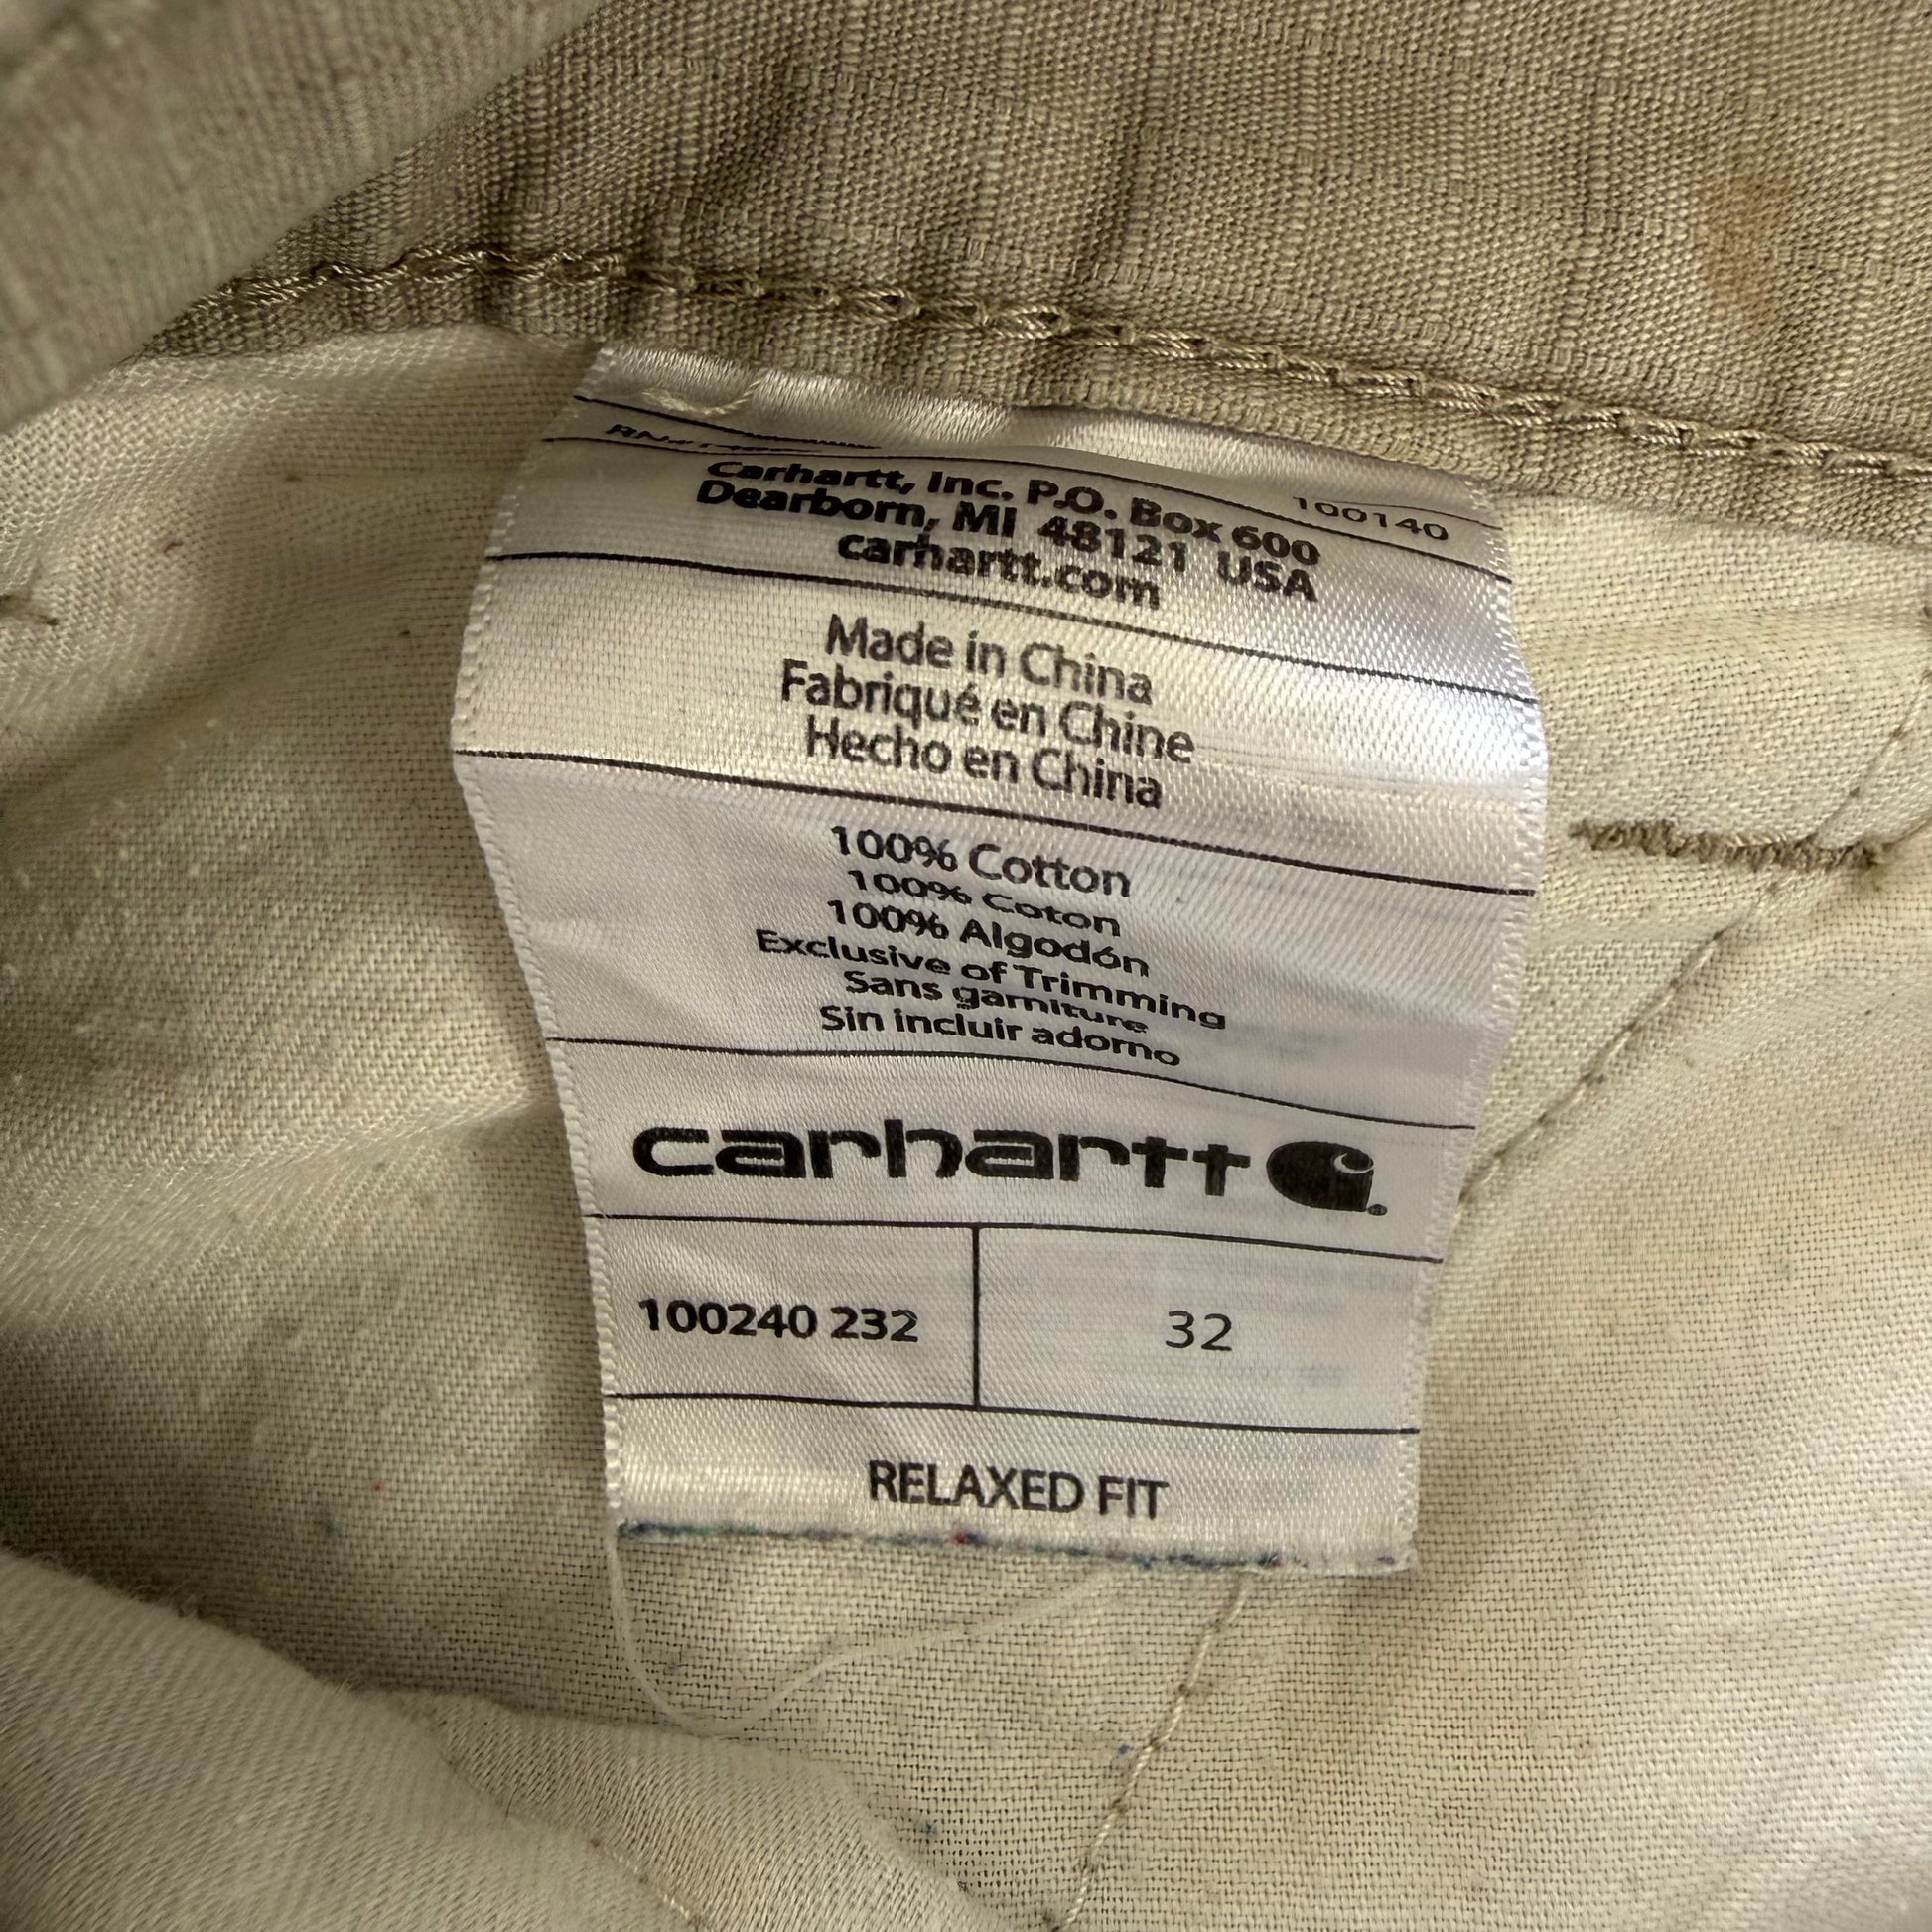 100140
Carhartt, Inc. P.O. Box 600
Dearborn, MI 48121 USA
carhartt.com
Made in China
Fabriqué en Chine
Hecho en China
100% Cotton
100% Coton
100% Algodón
Exclusive of Trimming
Sans garniture
Sin incluir adorno
carhartt
100240 232
32
RELAXED FIT